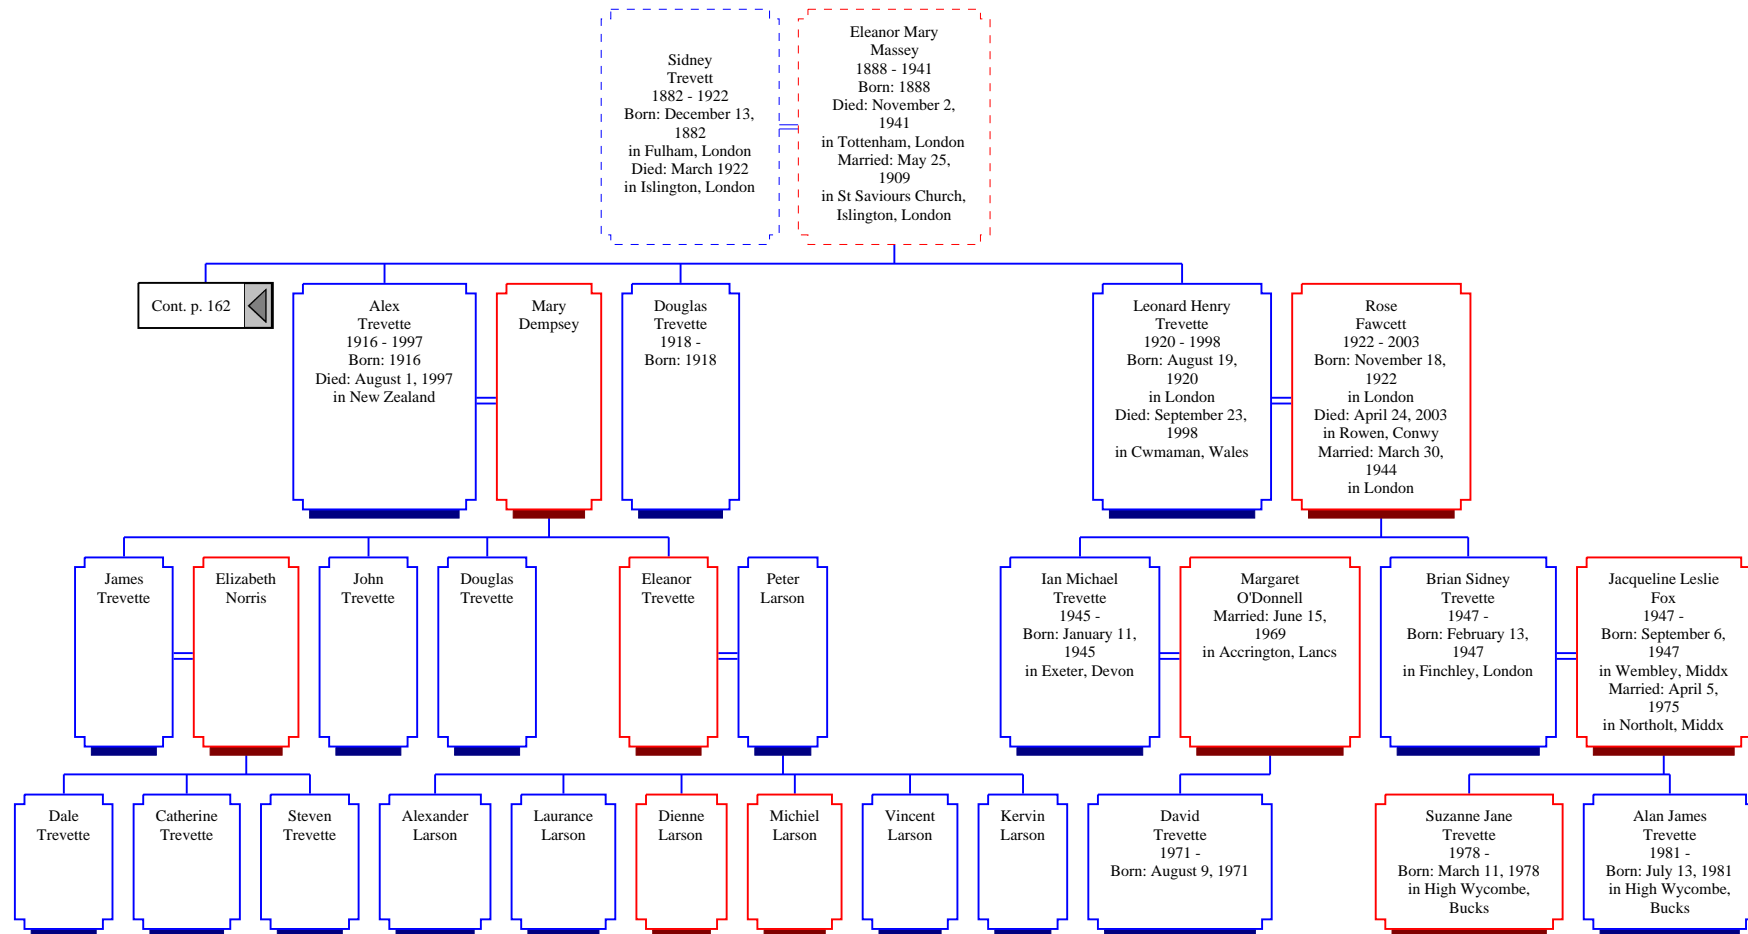 Sidney
Trevett
1882 - 1922
Born: December 13,
1882
in Fulham, London
Died: March 1922
in Islington, London
Eleanor Mary
Massey
1888 - 1941
Born: 1888
Died: November 2,
1941
in Tottenham, London
Married: May 25,
1909
in St Saviours Church,
Islington, London
Cont. p. 162
Alex
Trevette
1916 - 1997
Born: 1916
Died: August 1, 1997
in New Zealand
Mary
Dempsey
Douglas
Trevette
1918 -
Born: 1918
Leonard Henry
Trevette
1920 - 1998
Born: August 19,
1920
in London
Died: September 23,
1998
in Cwmaman, Wales
Rose
Fawcett
1922 - 2003
Born: November 18,
1922
in London
Died: April 24, 2003
in Rowen, Conwy
Married: March 30,
1944
in London
James
Trevette
Elizabeth
Norris
John
Trevette
Douglas
Trevette
Eleanor
Trevette
Peter
Larson
Ian Michael
Trevette
1945 -
Born: January 11,
1945
in Exeter, Devon
Margaret
O'Donnell
Married: June 15,
1969
in Accrington, Lancs
Brian Sidney
Trevette
1947 -
Born: February 13,
1947
in Finchley, London
Jacqueline Leslie
Fox
1947 -
Born: September 6,
1947
in Wembley, Middx
Married: April 5,
1975
in Northolt, Middx
Dale
Trevette
Catherine
Trevette
Steven
Trevette
Alexander
Larson
Laurance
Larson
Dienne
Larson
Michiel
Larson
Vincent
Larson
Kervin
Larson
David
Trevette
1971 -
Born: August 9, 1971
Suzanne Jane
Trevette
1978 -
Born: March 11, 1978
in High Wycombe,
Bucks
Alan James
Trevette
1981 -
Born: July 13, 1981
in High Wycombe,
Bucks